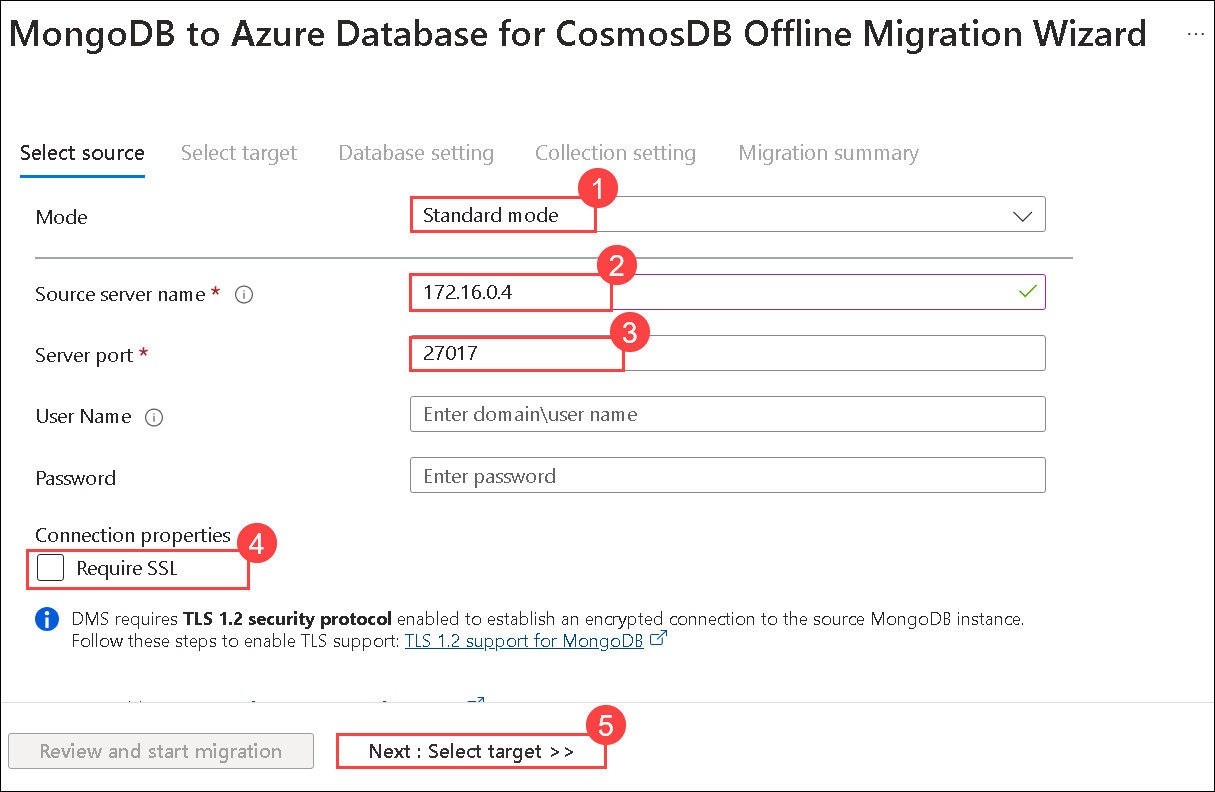 MongoDB to Azure Database for CosmosDB Offline Migration Wizard ...
Select source Select target Database setting Collection setting Migration summary
1
Mode Standard mode
2
Source server name * i 172.16.0.4
3
Server port * 27017
User Name i Enter domain\user name
Password Enter password
Connection properties 4
Require SSL
i DMS requires TLS 1.2 security protocol enabled to establish an encrypted connection to the source MongoDB instance.
Follow these steps to enable TLS support: TLS 1.2 support for MongoDB
5
Review and start migration Next : Select target >>